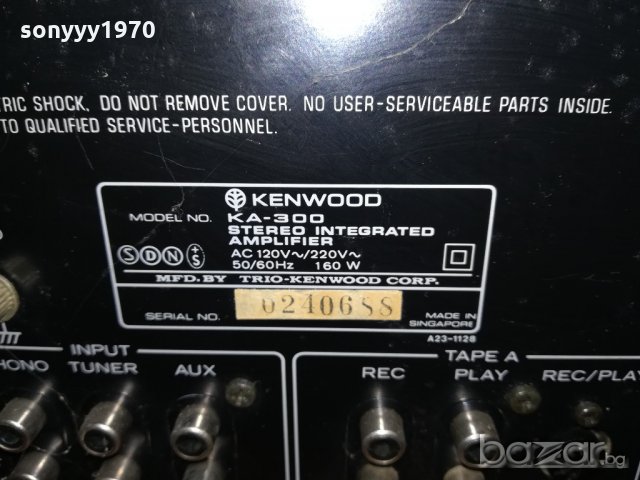 sonyyy1970
TRIC SHOCK, DO NOT REMOVE COVER. NO USER-SERVICEABLE PARTS INSIDE.
TO QUALIFIED SERVICE-PERSONNEL.
KENWOOD
MODEL NO. KA-300
STEREO INTEGRATED
AMPLIFIER
AC 120V~/220V~
50/60Hz 160 W
S D N +S
MFD. BY TRIO-KENWOOD CORP.
SERIAL NO. 0240688
MADE IN
SINGAPORE
A23-1128
INPUT
HONO TUNER AUX
TAPE A
REC PLAY REC/PLAY
bazar.bg